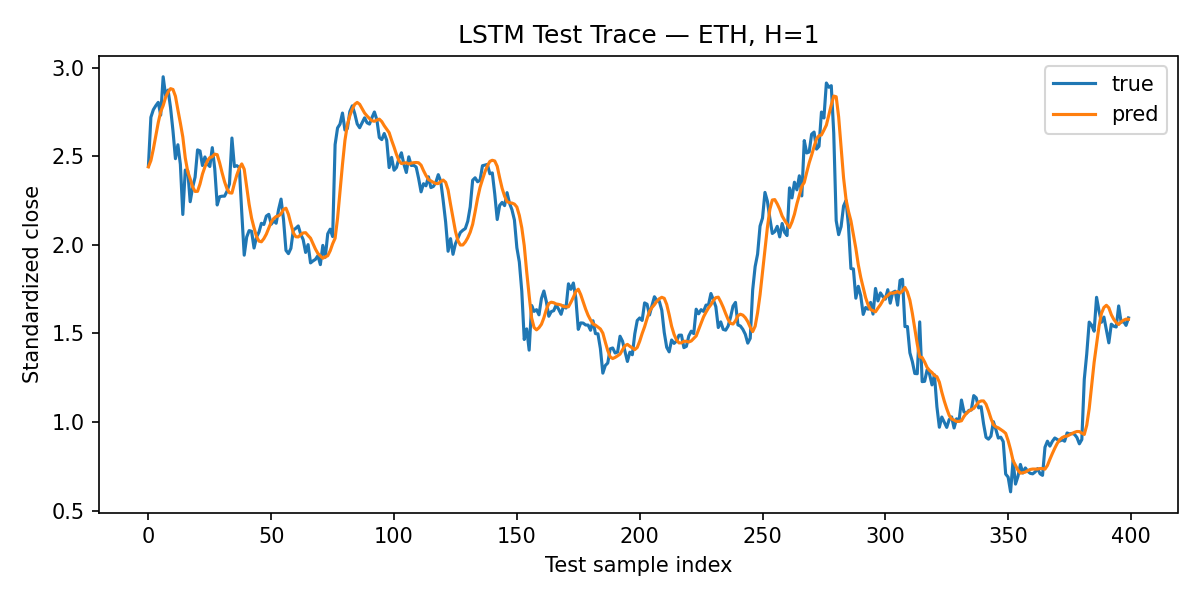 LSTM Test Trace — ETH, H=1
true
pred
Standardized close
3.0
2.5
2.0
1.5
1.0
0.5
0 50 100 150 200 250 300 350 400
Test sample index